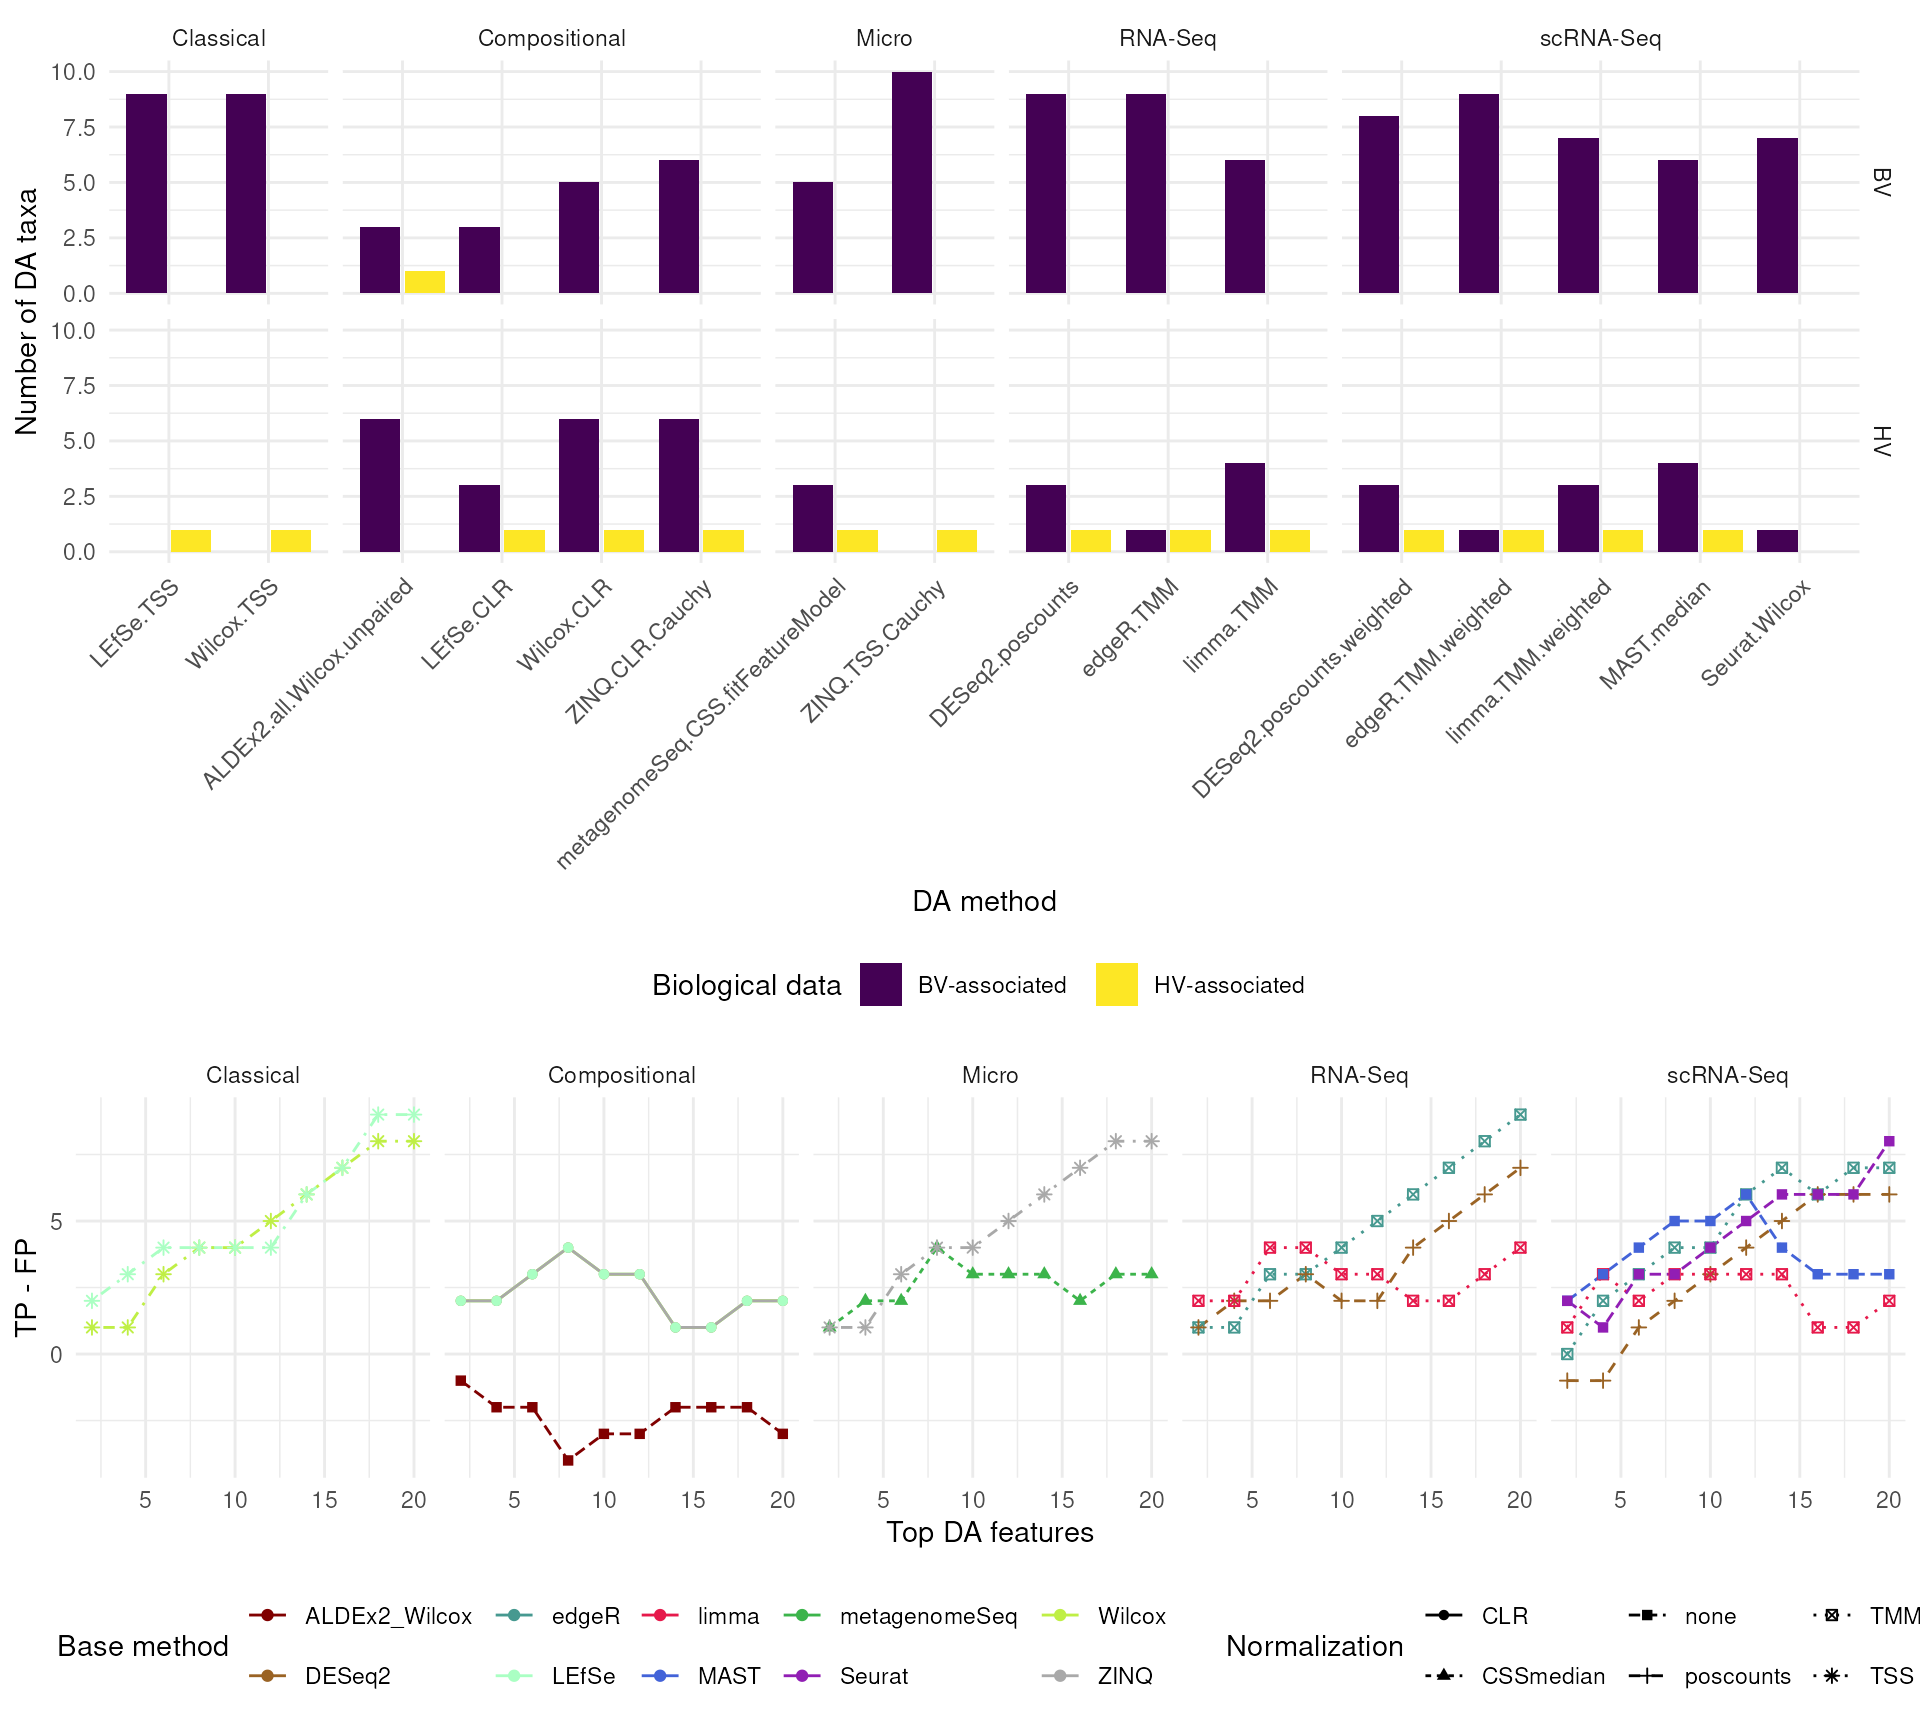 Classical Compositional Micro RNA-Seq scRNA-Seq
Number of DA taxa
10.0
7.5
5.0
2.5
0.0
BV
10.0
7.5
5.0
2.5
0.0
HV
LEfSe.TSS
Wilcox.TSS
ALDEx2.all.Wilcox.unpaired
LEfSe.CLR
Wilcox.CLR
ZINQ.CLR.Cauchy
metagenomeSeq.CSS.fitFeatureModel
ZINQ.TSS.Cauchy
DESeq2.poscounts
edgeR.TMM
limma.TMM
DESeq2.poscounts.weighted
edgeR.TMM.weighted
limma.TMM.weighted
MAST.median
Seurat.Wilcox
DA method
Biological data BV-associated HV-associated
Classical Compositional Micro RNA-Seq scRNA-Seq
TP - FP
5
0
5 10 15 20 5 10 15 20 5 10 15 20 5 10 15 20 5 10 15 20
Top DA features
Base method
ALDEx2_Wilcox edgeR limma metagenomeSeq Wilcox
DESeq2 LEfSe MAST Seurat ZINQ
Normalization
CLR none TMM
CSSmedian poscounts TSS